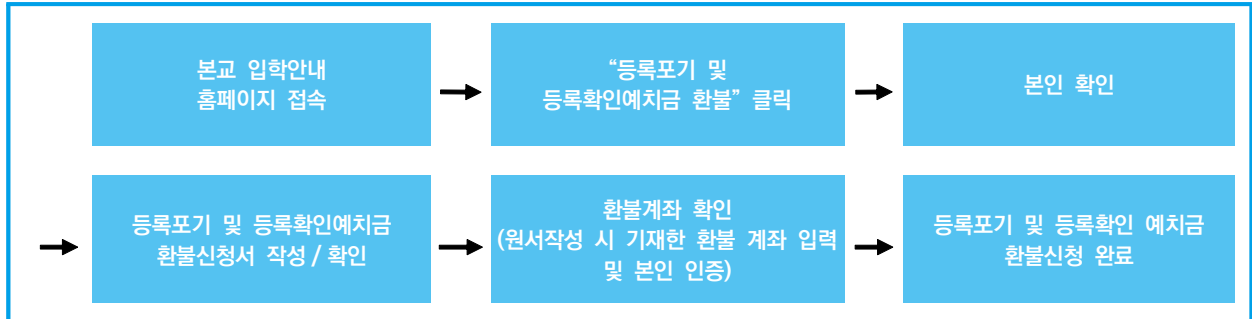 본교 입학안내
홈페이지 접속
“등록포기 및
등록확인예치금 환불” 클릭
본인 확인
등록포기 및 등록확인예치금
환불신청서 작성 / 확인
환불계좌 확인
(원서작성 시 기재한 환불 계좌 입력
및 본인 인증)
등록포기 및 등록확인 예치금
환불신청 완료